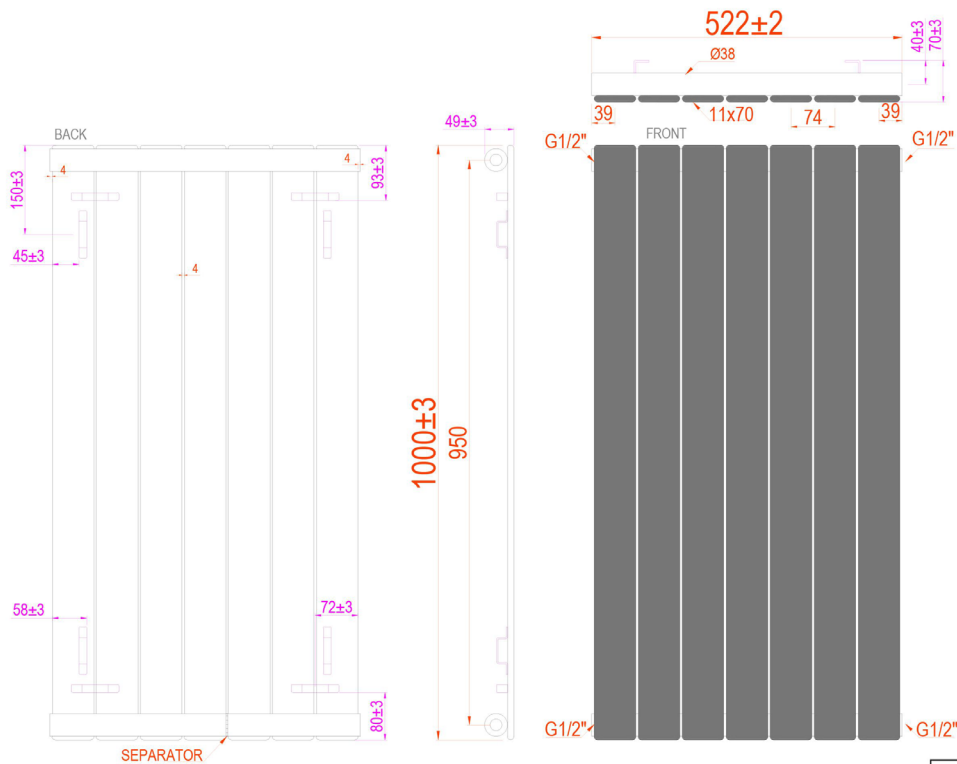 522±2
40±3
70±3
Ø38
39
11x70
74
39
BACK
49±3
FRONT
G1/2"
G1/2"
4
4
93±3
150±3
45±3
4
1000±3
950
58±3
72±3
80±3
G1/2"
G1/2"
SEPARATOR